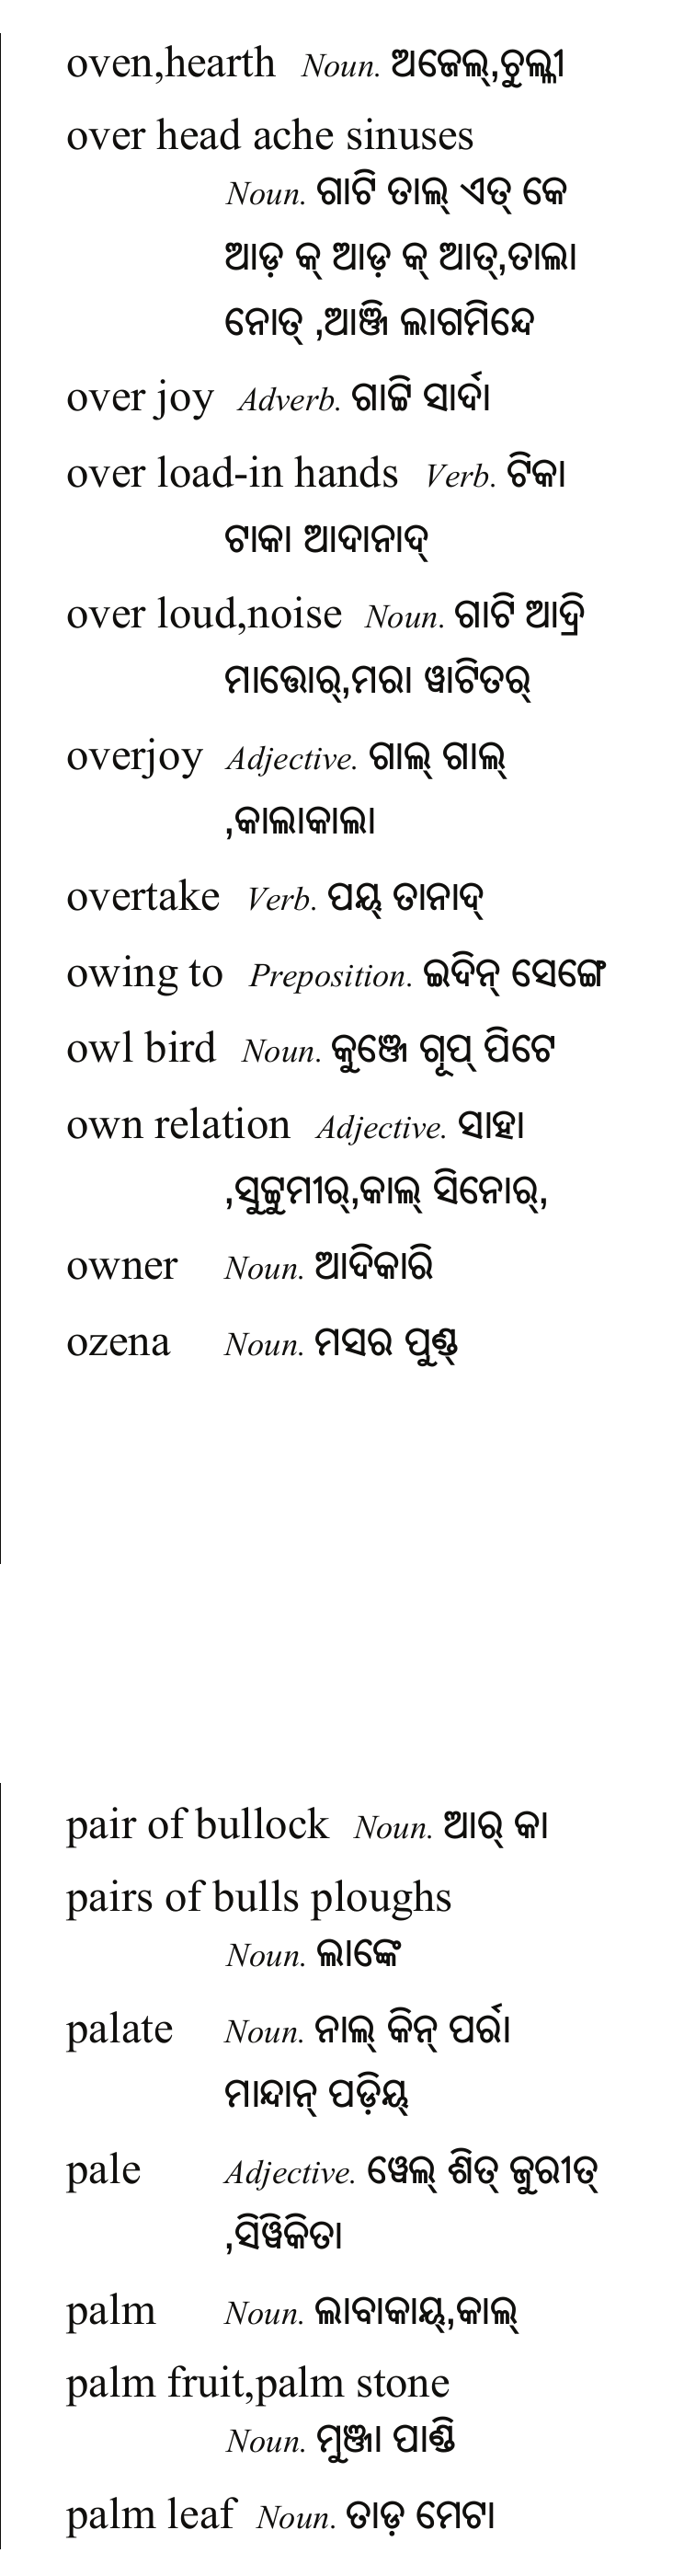 oven,hearth Noun. ଅଜେଲ୍,ଚୁଲ୍ଲୀ
over head ache sinuses
Noun. ଗାଟି ତାଲ୍ ଏତ୍ କେ
ଆଡ଼ କ୍ ଆଡ଼ କ୍ ଆତ୍,ତାଲା
ନୋତ୍ ,ଆଞ୍ଜି ଲାଗମିନ୍ଦେ
over joy Adverb. ଗାଟ୍ଟି ସାର୍ଦା
over load-in hands Verb. ଟିକା
ଟାକା ଆଦାନାଦ୍
over loud,noise Noun. ଗାଟି ଆଦ୍ରି
ମାତ୍ତୋର୍,ମରା ୱାଟିତର୍
overjoy Adjective. ଗାଲ୍ ଗାଲ୍
,କାଲାକାଲା
overtake Verb. ପୟ୍ ତାନାଦ୍
owing to Preposition. ଇଦିନ୍ ସେଙ୍ଗେ
owl bird Noun. କୁଞ୍ଜେ ଗୂପ୍ ପିଟେ
own relation Adjective. ସାହା
,ସୁଟ୍ଟୁମୀର୍,କାଲ୍ ସିନୋର୍,
owner Noun. ଆଦିକାରି
ozena Noun. ମସର ପୁଣ୍ଡ୍
pair of bullock Noun. ଆର୍ କା
pairs of bulls ploughs
Noun. ଲାଙ୍କେ
palate Noun. ନାଲ୍ କିନ୍ ପର୍ରା
ମାନ୍ଦାନ୍ ପଡ଼ିୟ୍
pale Adjective. ୱେଲ୍ ଶିତ୍ ଜୁରୀତ୍
,ସିୱିକିତା
palm Noun. ଲାବାକାୟ୍,କାଲ୍
palm fruit,palm stone
Noun. ମୁଞ୍ଜା ପାଣ୍ଡି
palm leaf Noun. ତାଡ଼ ମେଟା